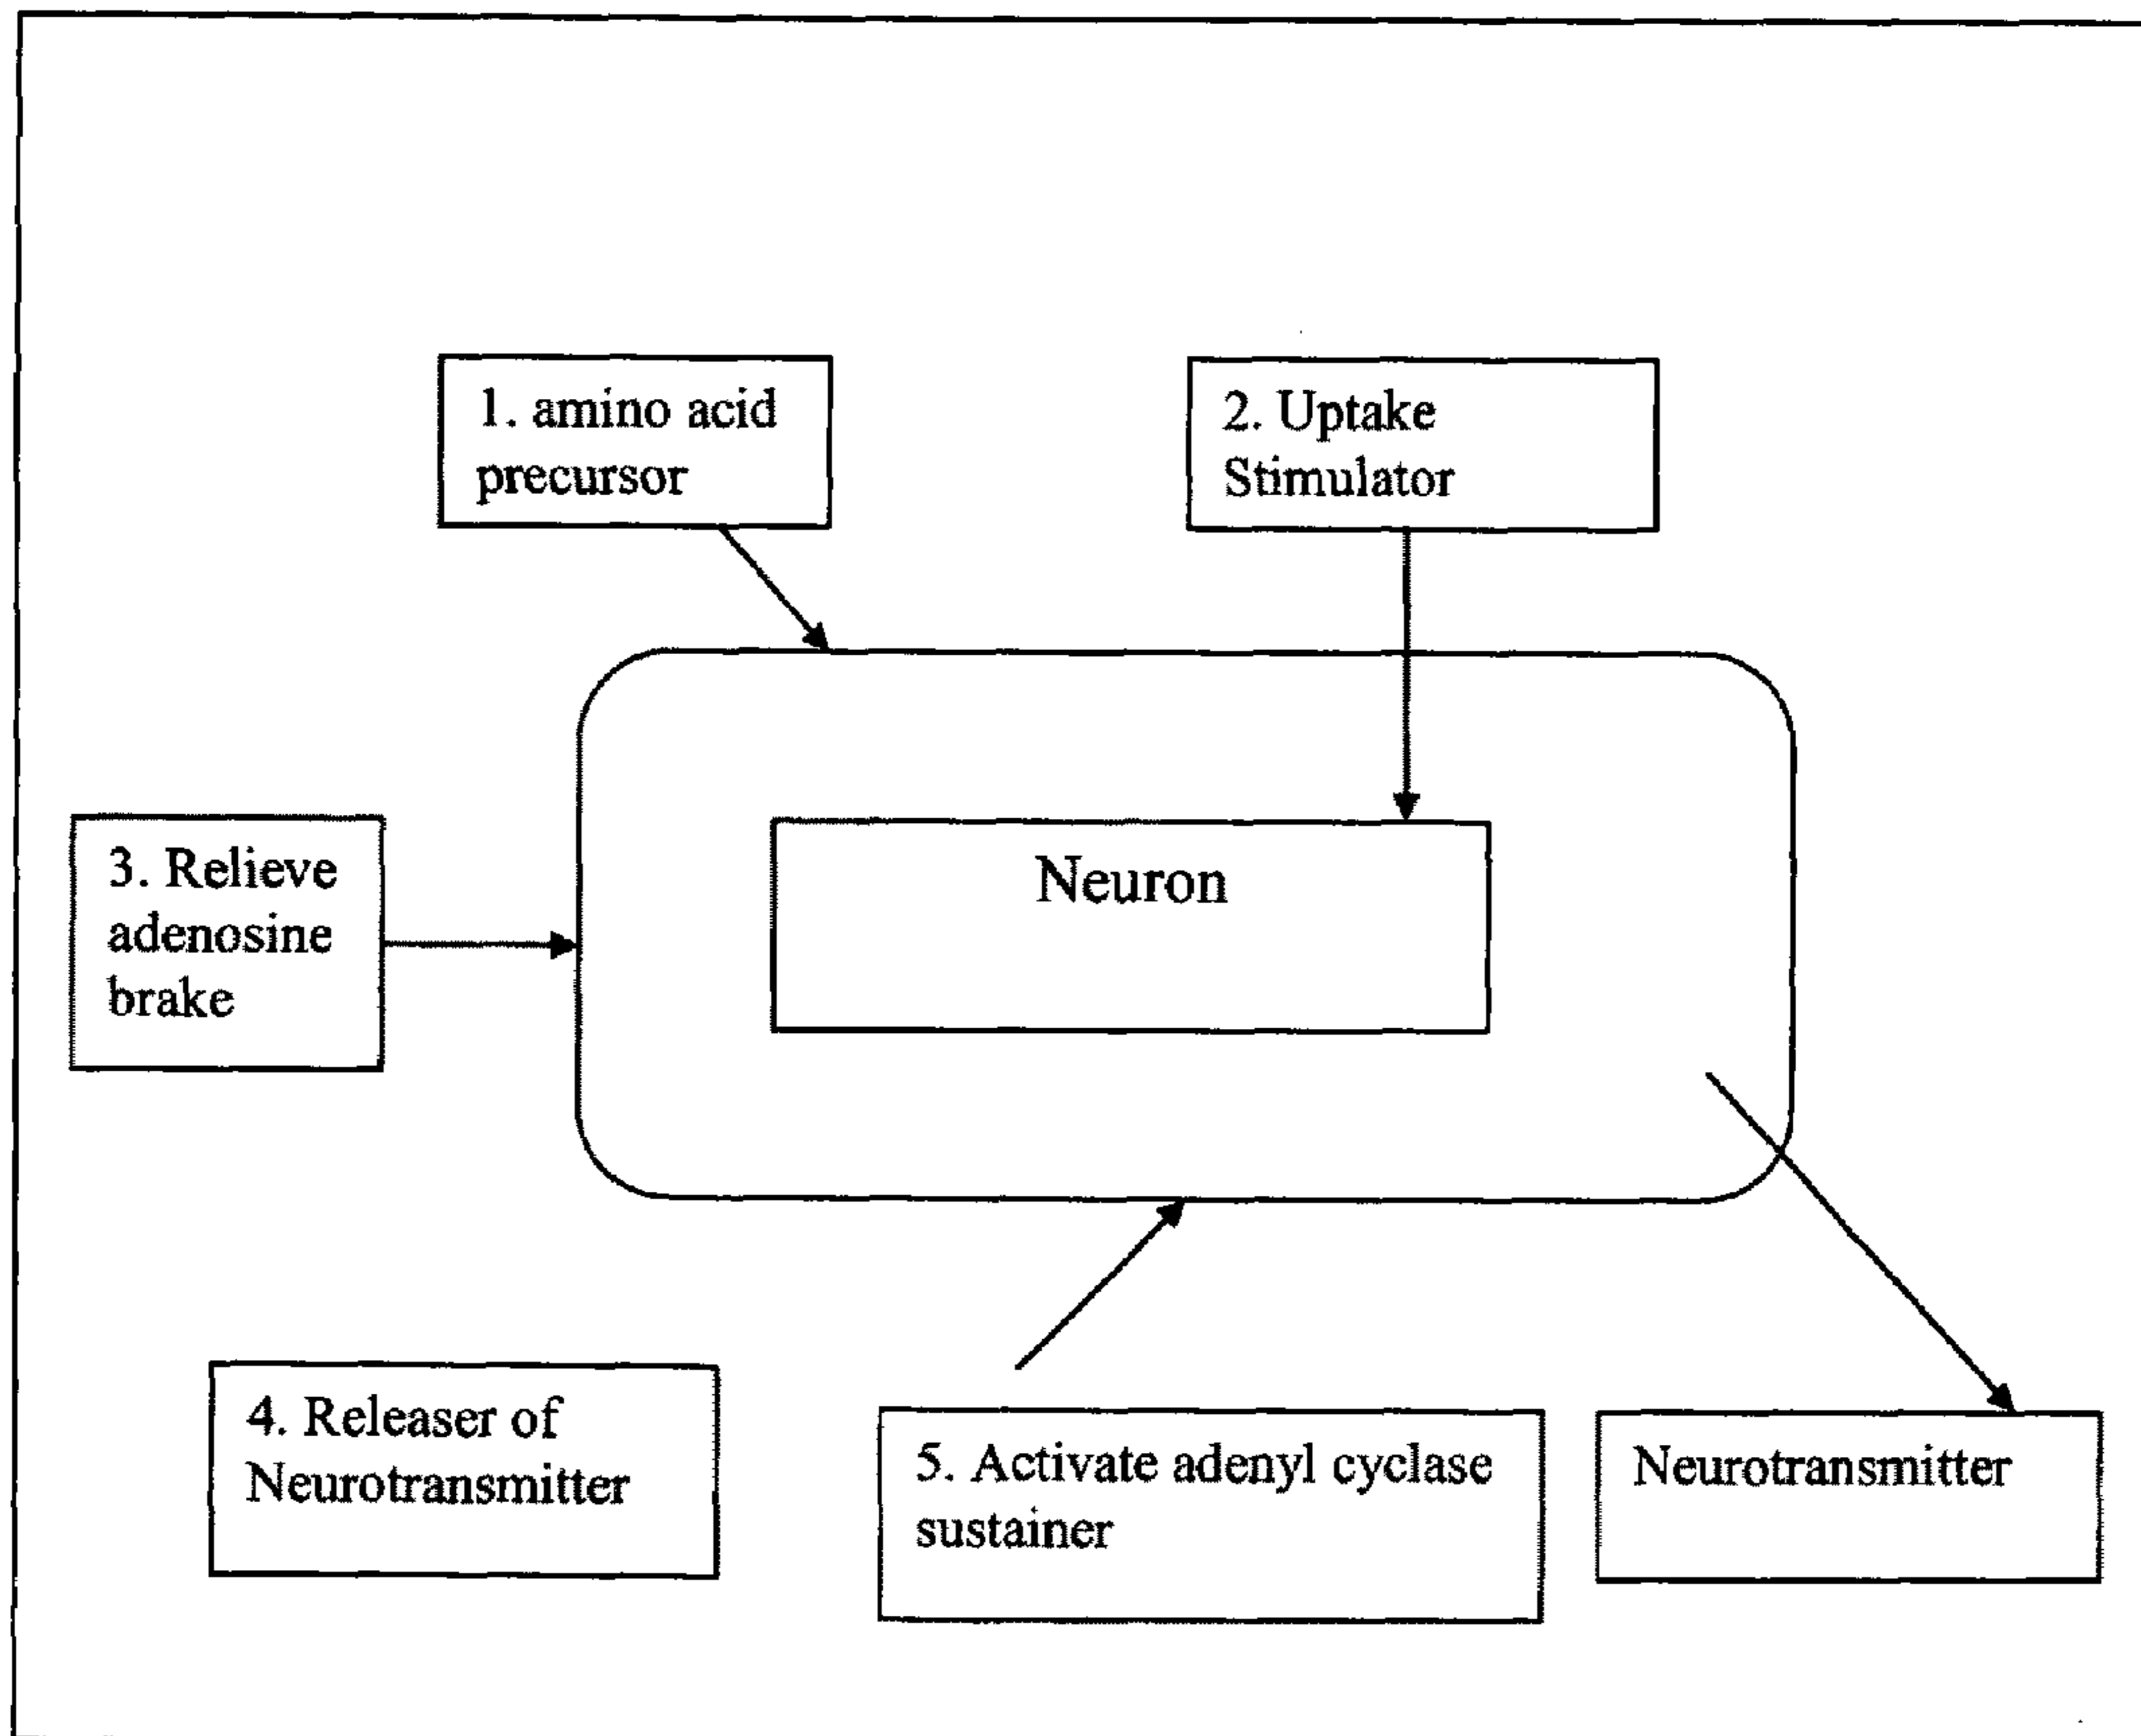 1. amino acid
precursor
2. Uptake
Stimulator
3. Relieve
adenosine
brake
Neuron
4. Releaser of
Neurotransmitter
5. Activate adenyl cyclase
sustainer
Neurotransmitter